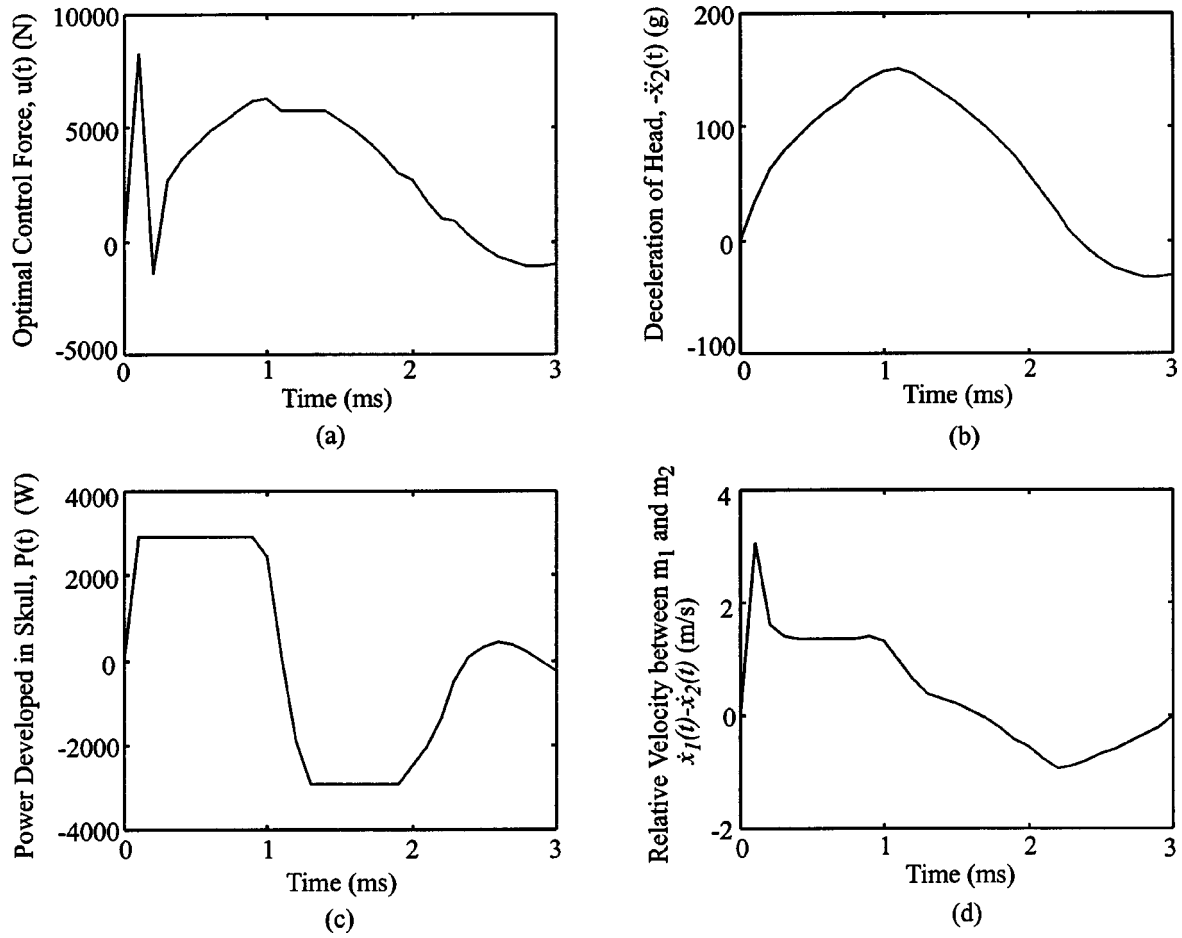 Optimal Control Force, u(t) (N)
10000
5000
0
-5000
0 1 2 3
Time (ms)
(a)
Deceleration of Head, -ẍ2(t) (g)
200
100
0
-100
0 1 2 3
Time (ms)
(b)
Power Developed in Skull, P(t) (W)
4000
2000
0
-2000
-4000
0 1 2 3
Time (ms)
(c)
Relative Velocity between m1 and m2
ẋ1(t)-ẋ2(t) (m/s)
4
2
0
-2
0 1 2 3
Time (ms)
(d)